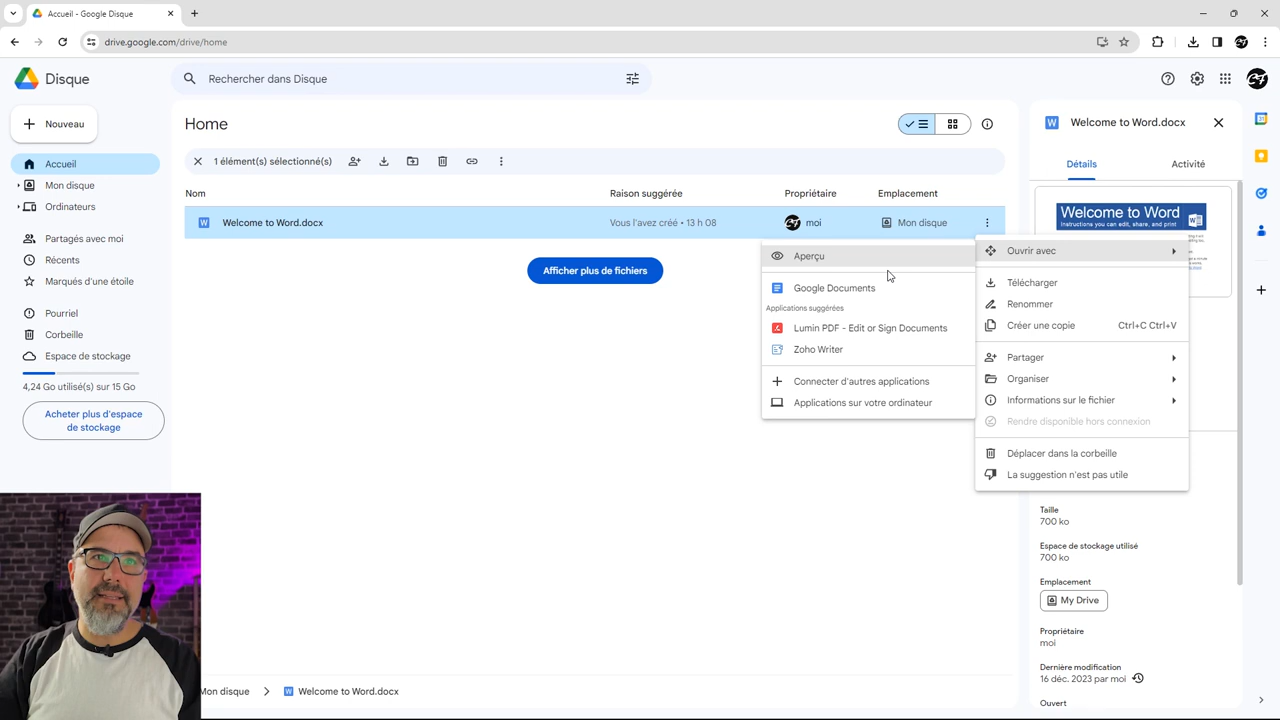 Accueil - Google Disque
drive.google.com/drive/home
Disque
Rechercher dans Disque
Nouveau
Accueil
Mon disque
Ordinateurs
Partagés avec moi
Récents
Marqués d'une étoile
Pourriel
Corbeille
Espace de stockage
4,24 Go utilisé(s) sur 15 Go
Acheter plus d'espace
de stockage
Home
1 élément(s) sélectionné(s)
Nom
Raison suggérée
Propriétaire
Emplacement
Welcome to Word.docx
Vous l'avez créé • 13 h 08
moi
Mon disque
Afficher plus de fichiers
Aperçu
Google Documents
Applications suggérées
Lumin PDF - Edit or Sign Documents
Zoho Writer
Connecter d'autres applications
Applications sur votre ordinateur
Ouvrir avec
Télécharger
Renommer
Créer une copie Ctrl+C Ctrl+V
Partager
Organiser
Informations sur le fichier
Rendre disponible hors connexion
Déplacer dans la corbeille
La suggestion n'est pas utile
Welcome to Word.docx
Détails
Activité
Welcome to Word
Instructions you can edit, share, and print
Taille
700 ko
Espace de stockage utilisé
700 ko
Emplacement
My Drive
Propriétaire
moi
Dernière modification
16 déc. 2023 par moi
Ouvert
Mon disque
Welcome to Word.docx